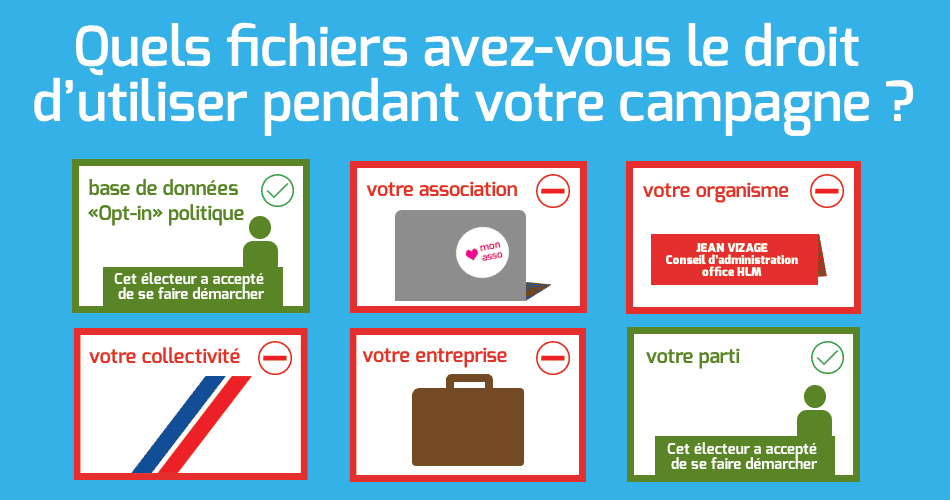 Quels fichiers avez-vous le droit
d'utiliser pendant votre campagne ?
base de données
«Opt-in» politique
Cet électeur a accepté
de se faire démarcher
votre association
mon
asso
votre organisme
JEAN VIZAGE
Conseil d'administration
office HLM
votre collectivité
votre entreprise
votre parti
Cet électeur a accepté
de se faire démarcher